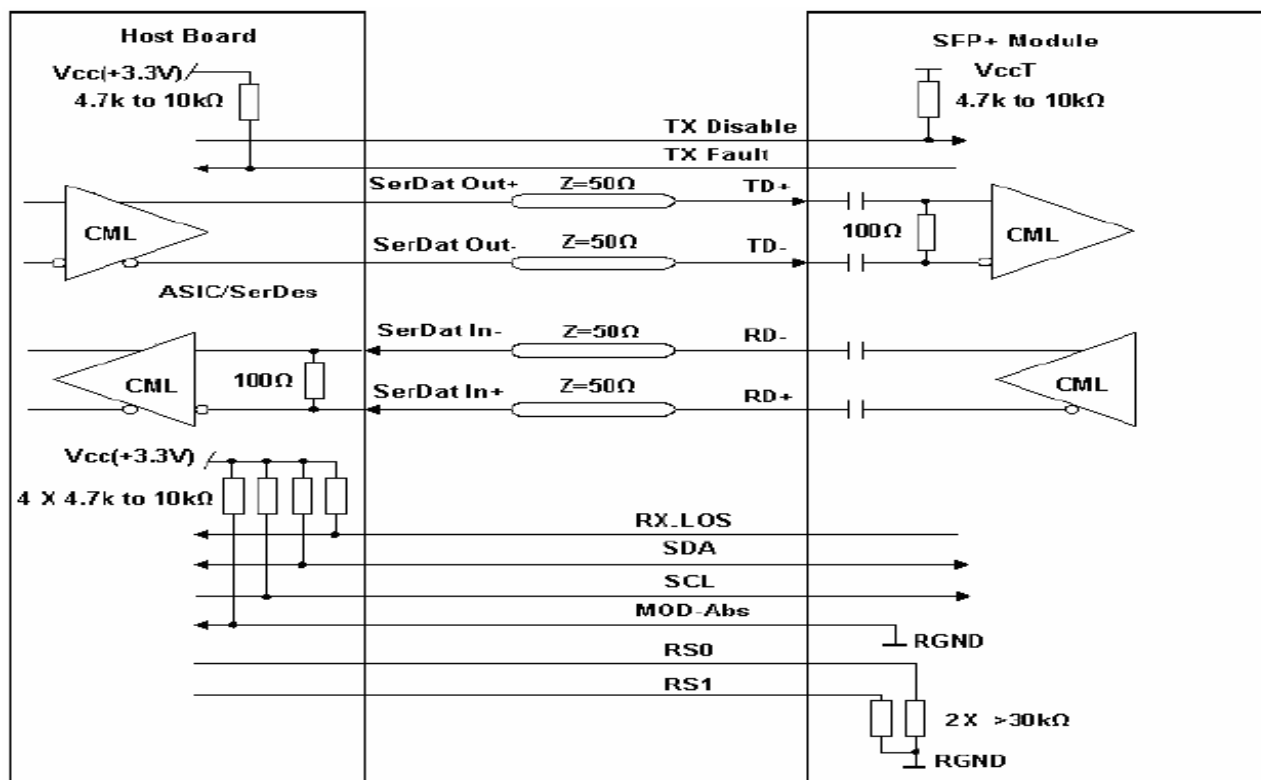 Host Board
SFP+ Module
Vcc(+3.3V)
4.7k to 10kΩ
VccT
4.7k to 10kΩ
TX Disable
TX Fault
SerDat Out+
Z=50Ω
TD+
CML
100Ω
CML
SerDat Out-
Z=50Ω
TD-
ASIC/SerDes
SerDat In-
Z=50Ω
RD-
CML
100Ω
CML
SerDat In+
Z=50Ω
RD+
Vcc(+3.3V)
4 X 4.7k to 10kΩ
RX_LOS
SDA
SCL
MOD-Abs
RGND
RS0
RS1
2X >30kΩ
RGND